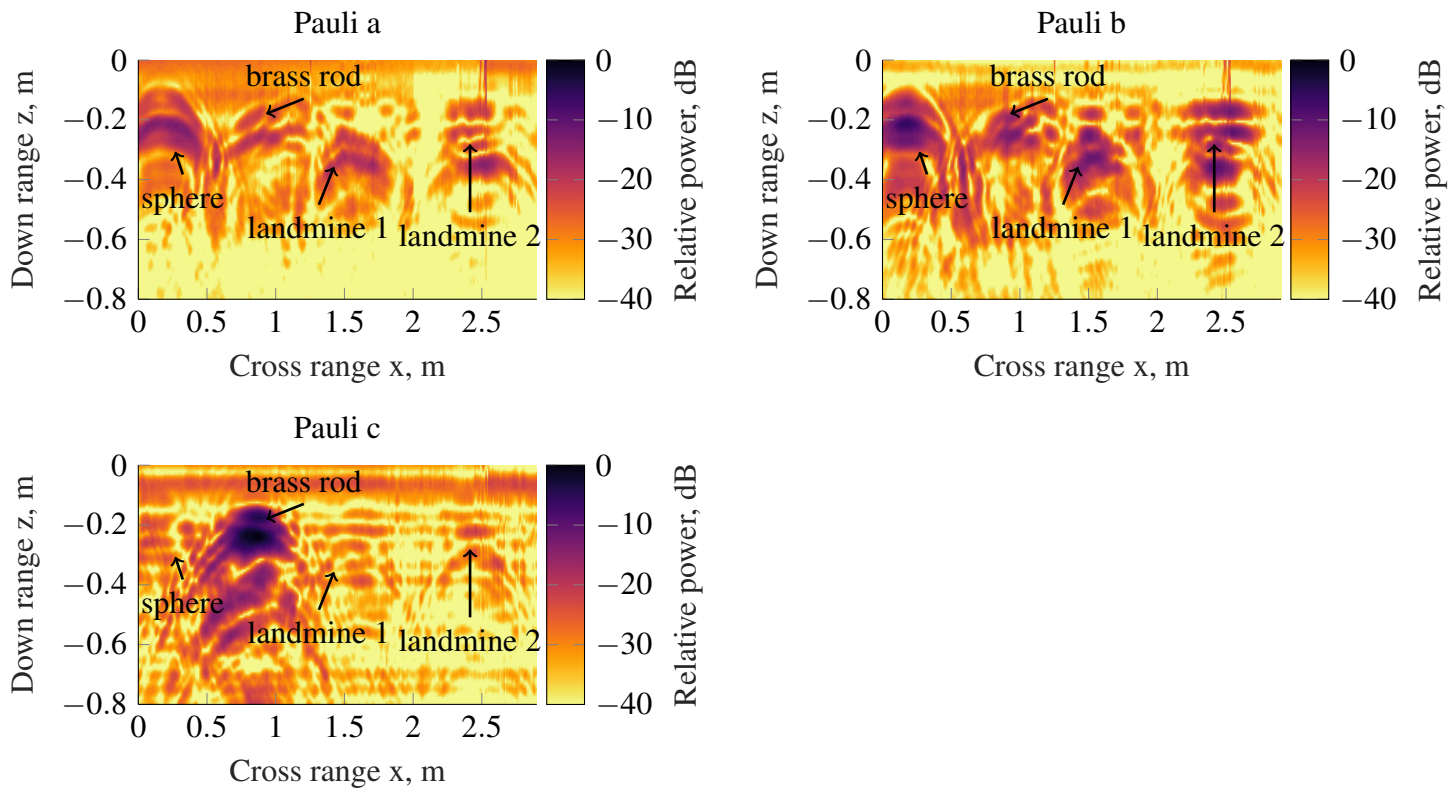 Pauli a
Down range z, m
0
−0.2
−0.4
−0.6
−0.8
brass rod
sphere
landmine 1
landmine 2
0 0.5 1 1.5 2 2.5
Cross range x, m
0
−10
−20
−30
−40
Relative power, dB
Pauli b
Down range z, m
0
−0.2
−0.4
−0.6
−0.8
brass rod
sphere
landmine 1
landmine 2
0 0.5 1 1.5 2 2.5
Cross range x, m
0
−10
−20
−30
−40
Relative power, dB
Pauli c
Down range z, m
0
−0.2
−0.4
−0.6
−0.8
brass rod
sphere
landmine 1
landmine 2
0 0.5 1 1.5 2 2.5
Cross range x, m
0
−10
−20
−30
−40
Relative power, dB